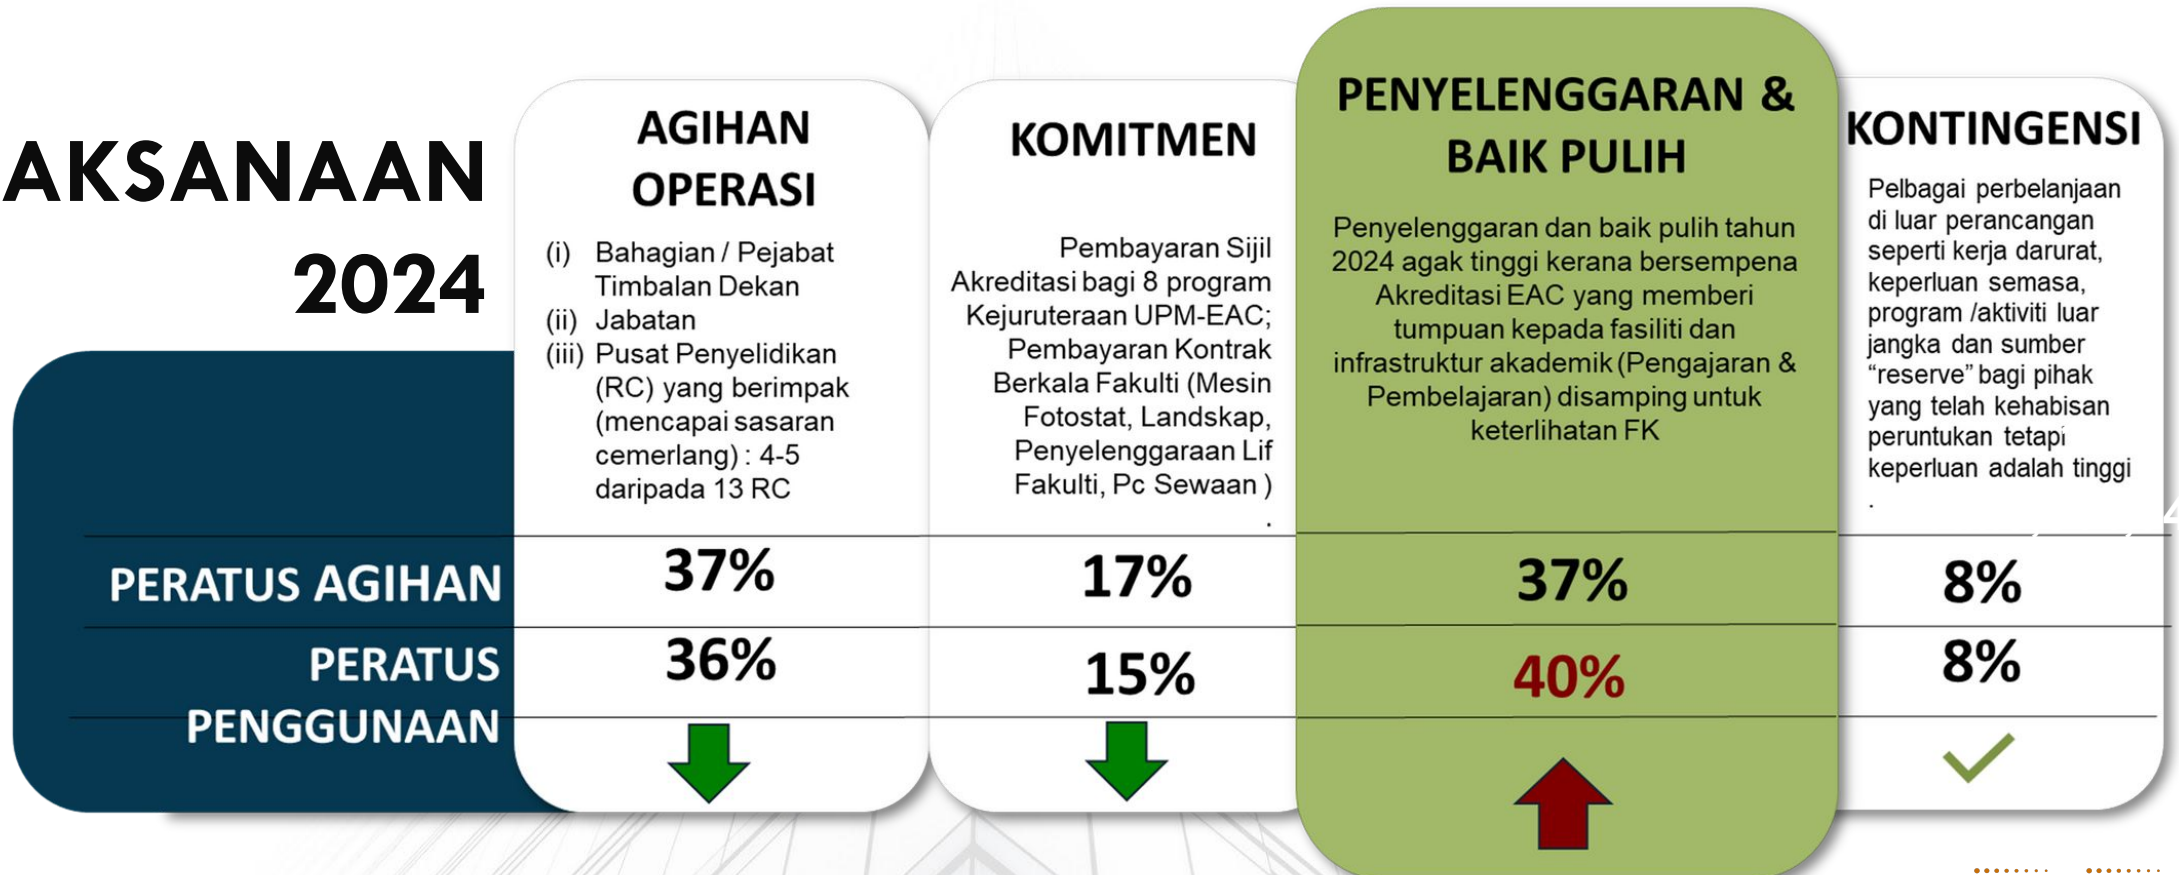 AKSANAAN
2024
AGIHAN
OPERASI
(i) Bahagian / Pejabat
Timbalan Dekan
(ii) Jabatan
(iii) Pusat Penyelidikan
(RC) yang berimpak
(mencapai sasaran
cemerlang) : 4-5
daripada 13 RC
KOMITMEN
Pembayaran Sijil
Akreditasi bagi 8 program
Kejuruteraan UPM-EAC;
Pembayaran Kontrak
Berkala Fakulti (Mesin
Fotostat, Landskap,
Penyelenggaraan Lif
Fakulti, Pc Sewaan )
.
PENYELENGGARAN &
BAIK PULIH
Penyelenggaran dan baik pulih tahun
2024 agak tinggi kerana bersempena
Akreditasi EAC yang memberi
tumpuan kepada fasiliti dan
infrastruktur akademik (Pengajaran &
Pembelajaran) disamping untuk
keterlihatan FK
KONTINGENSI
Pelbagai perbelanjaan
di luar perancangan
seperti kerja darurat,
keperluan semasa,
program /aktiviti luar
jangka dan sumber
“reserve” bagi pihak
yang telah kehabisan
peruntukan tetapi
keperluan adalah tinggi
.
PERATUS AGIHAN
37%
17%
37%
8%
PERATUS
PENGGUNAAN
36%
15%
40%
8%